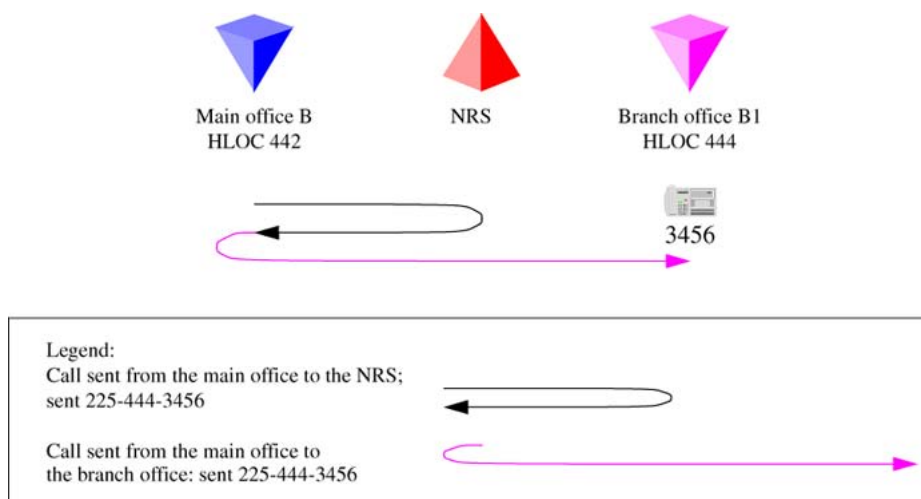 Main office B
HLOC 442
NRS
Branch office B1
HLOC 444
3456
Legend:
Call sent from the main office to the NRS;
sent 225-444-3456
Call sent from the main office to
the branch office: sent 225-444-3456